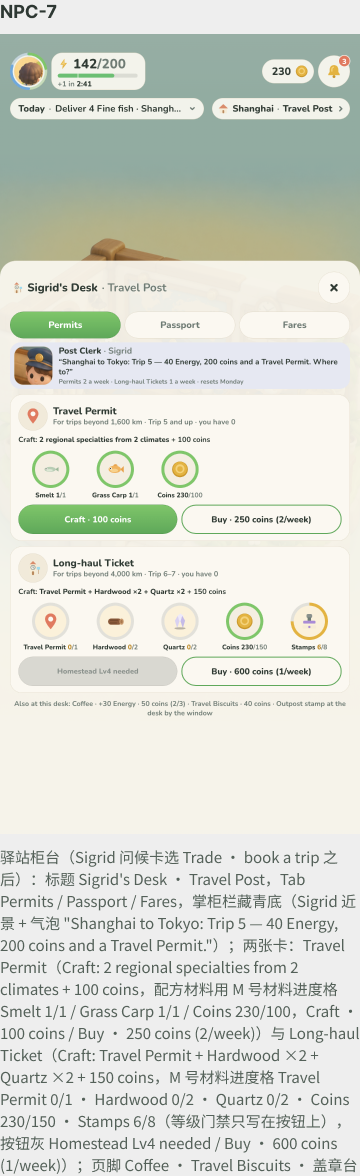 NPC-7
142/200
+1 in 2:41
230
3
Today · Deliver 4 Fine fish · Shangh...
Shanghai · Travel Post
Sigrid's Desk · Travel Post
Permits
Passport
Fares
Post Clerk · Sigrid
"Shanghai to Tokyo: Trip 5 — 40 Energy, 200 coins and a Travel Permit. Where
to?"
Permits 2 a week · Long-haul Tickets 1 a week · resets Monday
Travel Permit
For trips beyond 1,600 km · Trip 5 and up · you have 0
Craft: 2 regional specialties from 2 climates + 100 coins
Smelt 1/1
Grass Carp 1/1
Coins 230/100
Craft · 100 coins
Buy · 250 coins (2/week)
Long-haul Ticket
For trips beyond 4,000 km · Trip 6–7 · you have 0
Craft: Travel Permit + Hardwood ×2 + Quartz ×2 + 150 coins
Travel Permit 0/1
Hardwood 0/2
Quartz 0/2
Coins 230/150
Stamps 6/8
Homestead Lv4 needed
Buy · 600 coins (1/week)
Also at this desk: Coffee · +30 Energy · 50 coins (2/3) · Travel Biscuits · 40 coins · Outpost stamp at the
desk by the window
驿站柜台（Sigrid 问候卡选 Trade · book a trip 之
后）：标题 Sigrid's Desk · Travel Post，Tab
Permits / Passport / Fares，掌柜栏藏青底（Sigrid 近
景 + 气泡 "Shanghai to Tokyo: Trip 5 — 40 Energy,
200 coins and a Travel Permit."）；两张卡：Travel
Permit（Craft: 2 regional specialties from 2
climates + 100 coins，配方材料用 M 号材料进度格
Smelt 1/1 / Grass Carp 1/1 / Coins 230/100，Craft ·
100 coins / Buy · 250 coins (2/week)）与 Long-haul
Ticket（Craft: Travel Permit + Hardwood ×2 +
Quartz ×2 + 150 coins，M 号材料进度格 Travel
Permit 0/1 · Hardwood 0/2 · Quartz 0/2 · Coins
230/150 · Stamps 6/8（等级门禁只写在按钮上），
按钮灰 Homestead Lv4 needed / Buy · 600 coins
(1/week)）；页脚 Coffee · Travel Biscuits · 盖章台